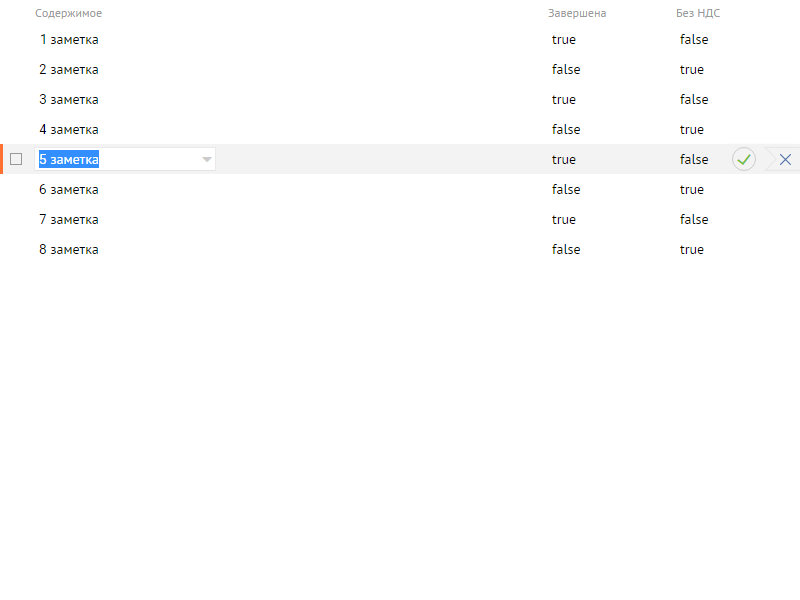 Содержимое Завершена Без НДС
1 заметка true false
2 заметка false true
3 заметка true false
4 заметка false true
5 заметка true false
6 заметка false true
7 заметка true false
8 заметка false true